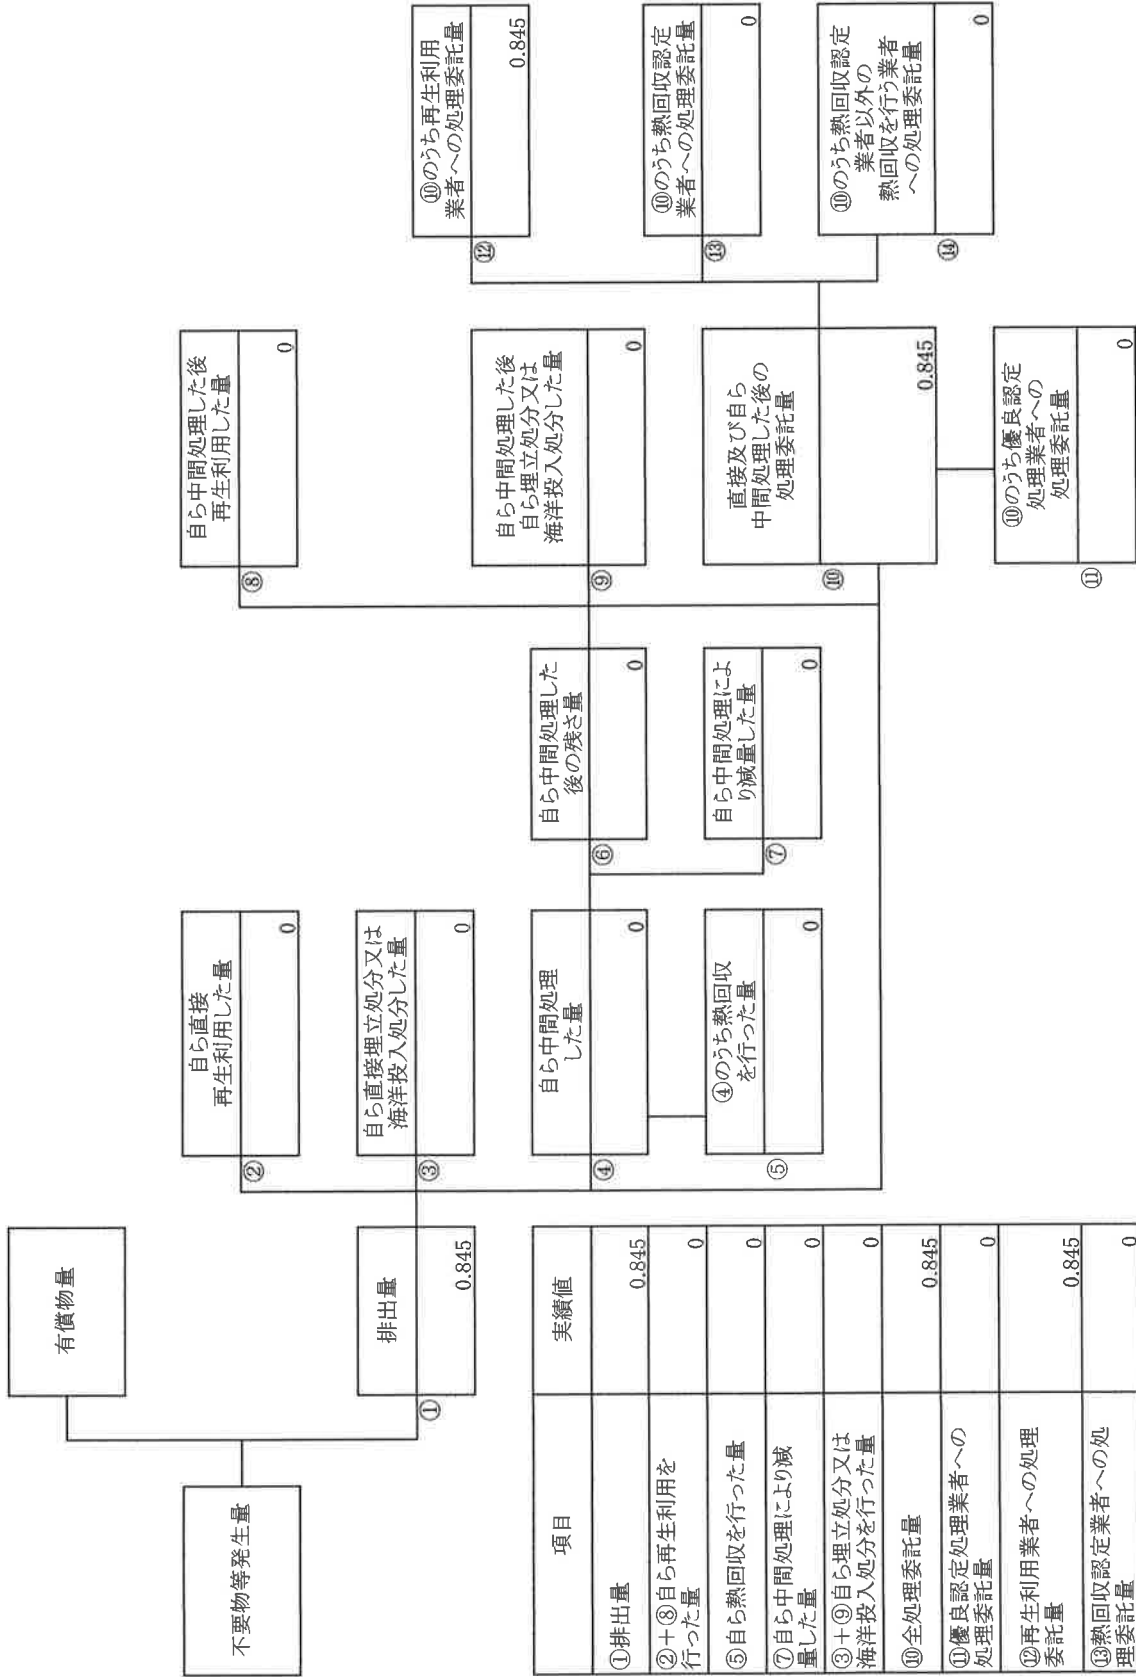 不要物等発生量
有償物量
①
排出量
0.845
②
自ら直接
再生利用した量
0
③
自ら直接埋立処分又は
海洋投入処分した量
0
④
自ら中間処理
した量
0
⑤
④のうち熱回収
を行った量
0
⑥
自ら中間処理した
後の残さ量
0
⑦
自ら中間処理によ
り減量した量
0
⑧
自ら中間処理した後
再生利用した量
0
⑨
自ら中間処理した後
自ら埋立処分又は
海洋投入処分した量
0
⑩
直接及び自ら
中間処理した後の
処理委託量
0.845
⑪
⑩のうち優良認定
処理業者への
処理委託量
0
⑫
⑩のうち再生利用
業者への処理委託量
0.845
⑬
⑩のうち熱回収認定
業者への処理委託量
0
⑭
⑩のうち熱回収認定
業者以外の
熱回収を行う業者
への処理委託量
0
項目
実績値
①排出量
0.845
②+⑧自ら再生利用を
行った量
0
⑤自ら熱回収を行った量
0
⑦自ら中間処理により減
量した量
0
③+⑨自ら埋立処分又は
海洋投入処分を行った量
0
⑩全処理委託量
0.845
⑪優良認定処理業者への
処理委託量
0
⑫再生利用業者への処理
委託量
0.845
⑬熱回収認定業者への処
理委託量
0